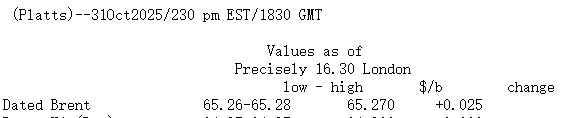 (Platts)--31Oct2025/230 pm EST/1830 GMT
Values as of
Precisely 16.30 London
low - high $/b change
Dated Brent 65.26-65.28 65.270 +0.025